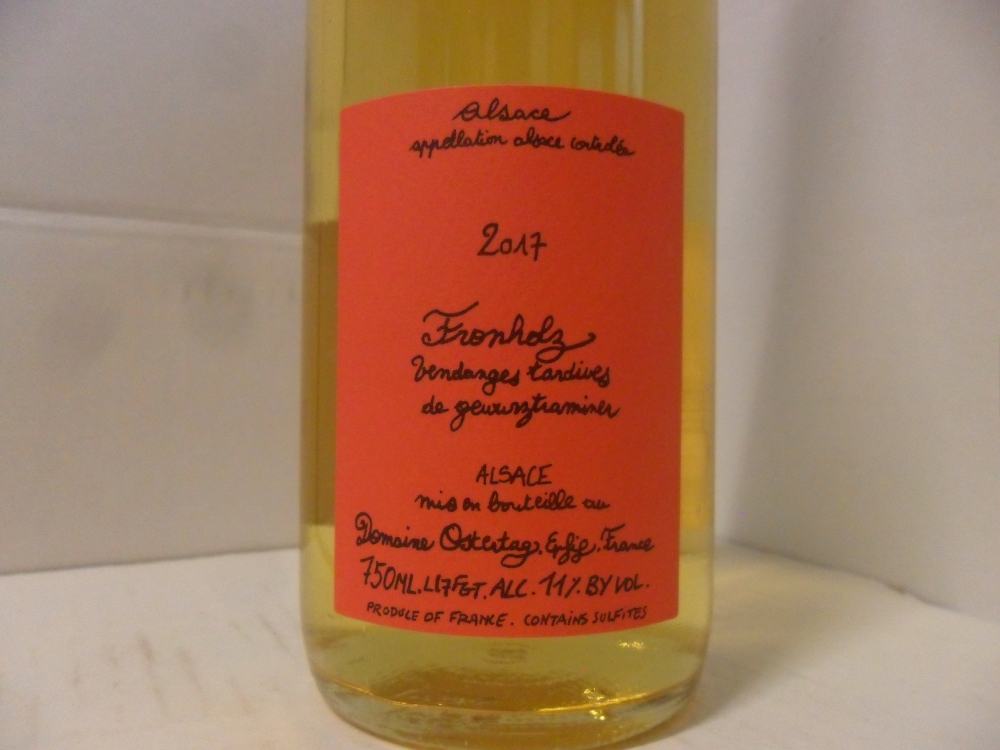 Alsace
appellation alsace contrôlée
2017
Fronholz
Vendanges tardives
de gewurztraminer
ALSACE
mis en bouteille au
Domaine Ostertag, Epfig, France
750ML. L17FGT. ALC. 11% BY VOL.
PRODUCE OF FRANCE. CONTAINS SULFITES